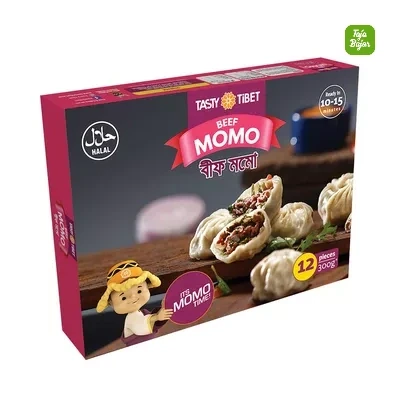 Taja
Bajar
TASTY TiBET
BEEF
MOMO
বীফ মমো
Ready in
10-15
minutes
حلال
HALAL
12 pieces
300g
IT'S
MOMO
TIME!
MOMO